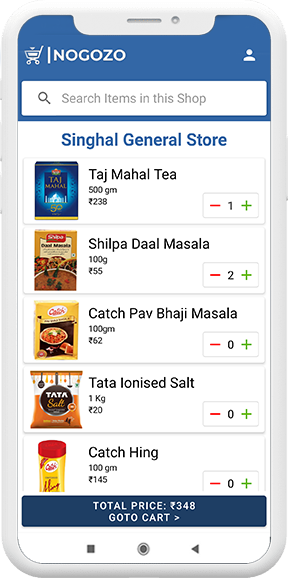 NOGOZO
Search Items in this Shop
Singhal General Store
TAJ
MAHAL
Taj Mahal Tea
500 gm
₹238
1
Shilpa
Daal Masala
Shilpa Daal Masala
100g
₹55
2
Catch
Catch Pav Bhaji Masala
100gm
₹62
0
TATA
Salt
Tata Ionised Salt
1 Kg
₹20
0
Catch
Catch Hing
100 gm
₹145
0
TOTAL PRICE: ₹348
GOTO CART >